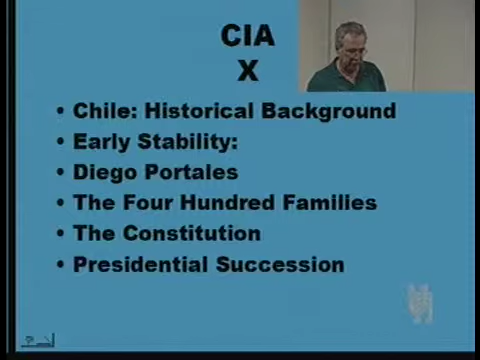 CIA
X
• Chile: Historical Background
• Early Stability:
• Diego Portales
• The Four Hundred Families
• The Constitution
• Presidential Succession